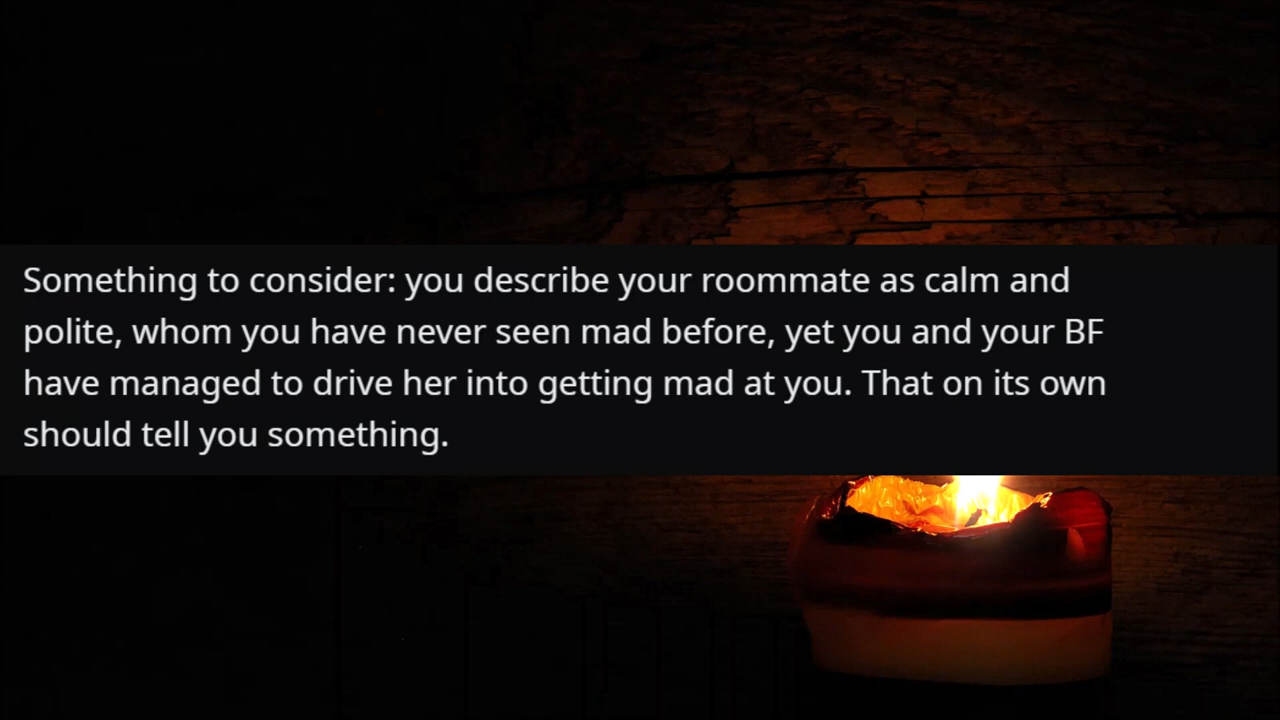 Something to consider: you describe your roommate as calm and
polite, whom you have never seen mad before, yet you and your BF
have managed to drive her into getting mad at you. That on its own
should tell you something.